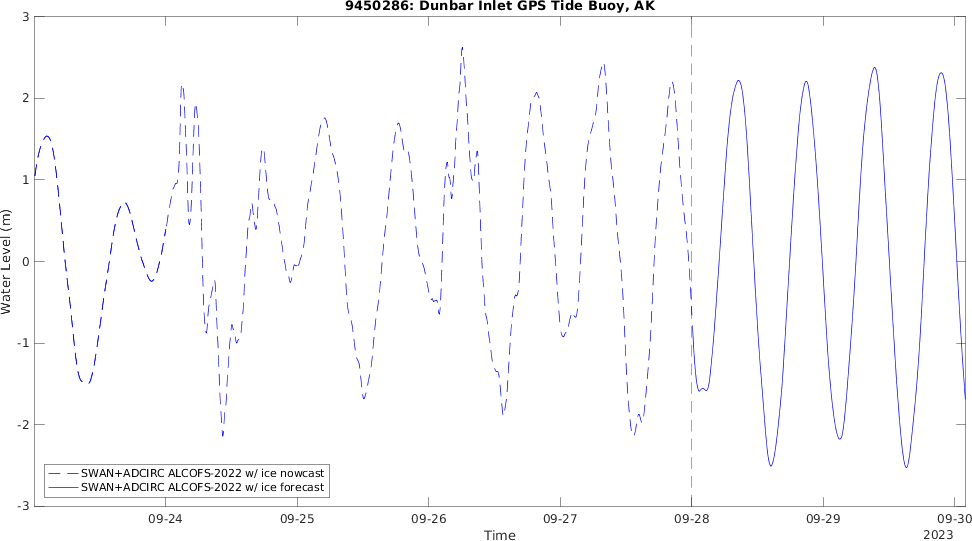 9450286: Dunbar Inlet GPS Tide Buoy, AK
3
2
1
0
-1
-2
-3
Water Level (m)
SWAN+ADCIRC ALCOFS-2022 w/ ice nowcast
SWAN+ADCIRC ALCOFS-2022 w/ ice forecast
09-24 09-25 09-26 09-27 09-28 09-29 09-30
Time
2023